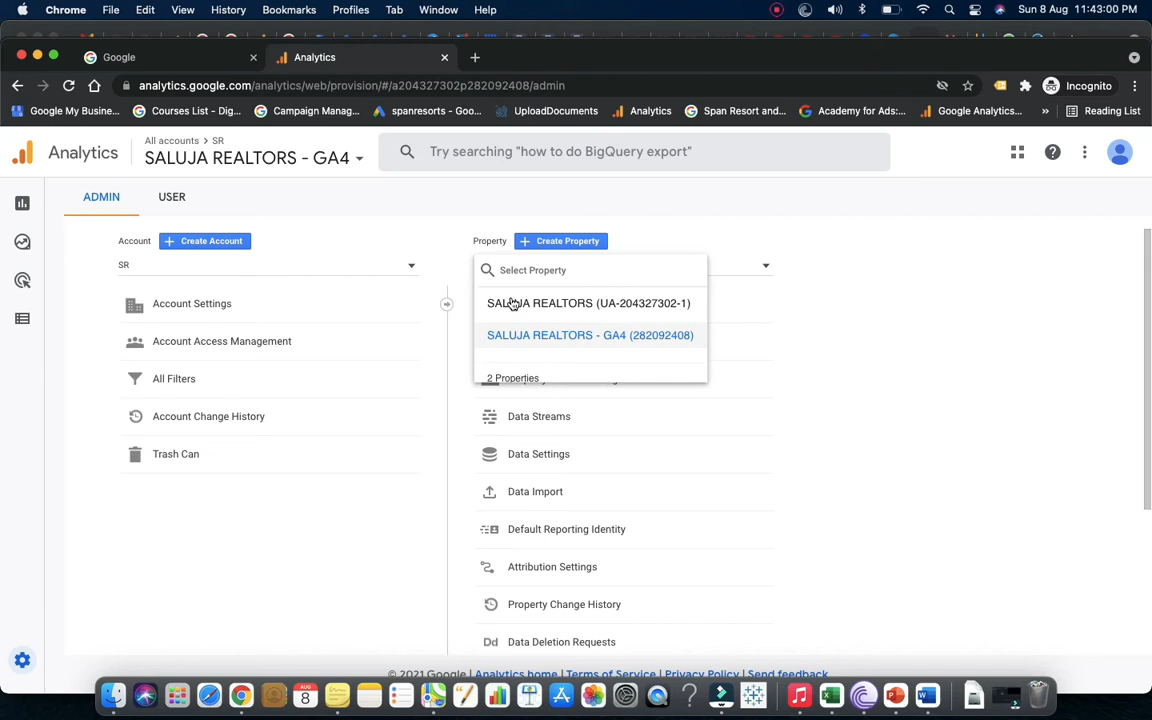 Chrome File Edit View History Bookmarks Profiles Tab Window Help Sun 8 Aug 11:43:00 PM
Google Analytics
analytics.google.com/analytics/web/provision/#/a204327302p282092408/admin Incognito
Google My Busine... Courses List - Dig... Campaign Manag... spanresorts - Goo... UploadDocuments Analytics Span Resort and... Academy for Ads:... Google Analytics... » Reading List
All accounts > SR
Analytics SALUJA REALTORS - GA4 Try searching "how to do BigQuery export"
ADMIN USER
Account + Create Account Property + Create Property
SR Select Property
Account Settings SALUJA REALTORS (UA-204327302-1)
Account Access Management SALUJA REALTORS - GA4 (282092408)
All Filters 2 Properties
Account Change History Data Streams
Trash Can Data Settings
Data Import
Default Reporting Identity
Attribution Settings
Property Change History
Dd Data Deletion Requests
© 2021 Google | Analytics home | Terms of Service | Privacy Policy | Send feedback
AUG
8